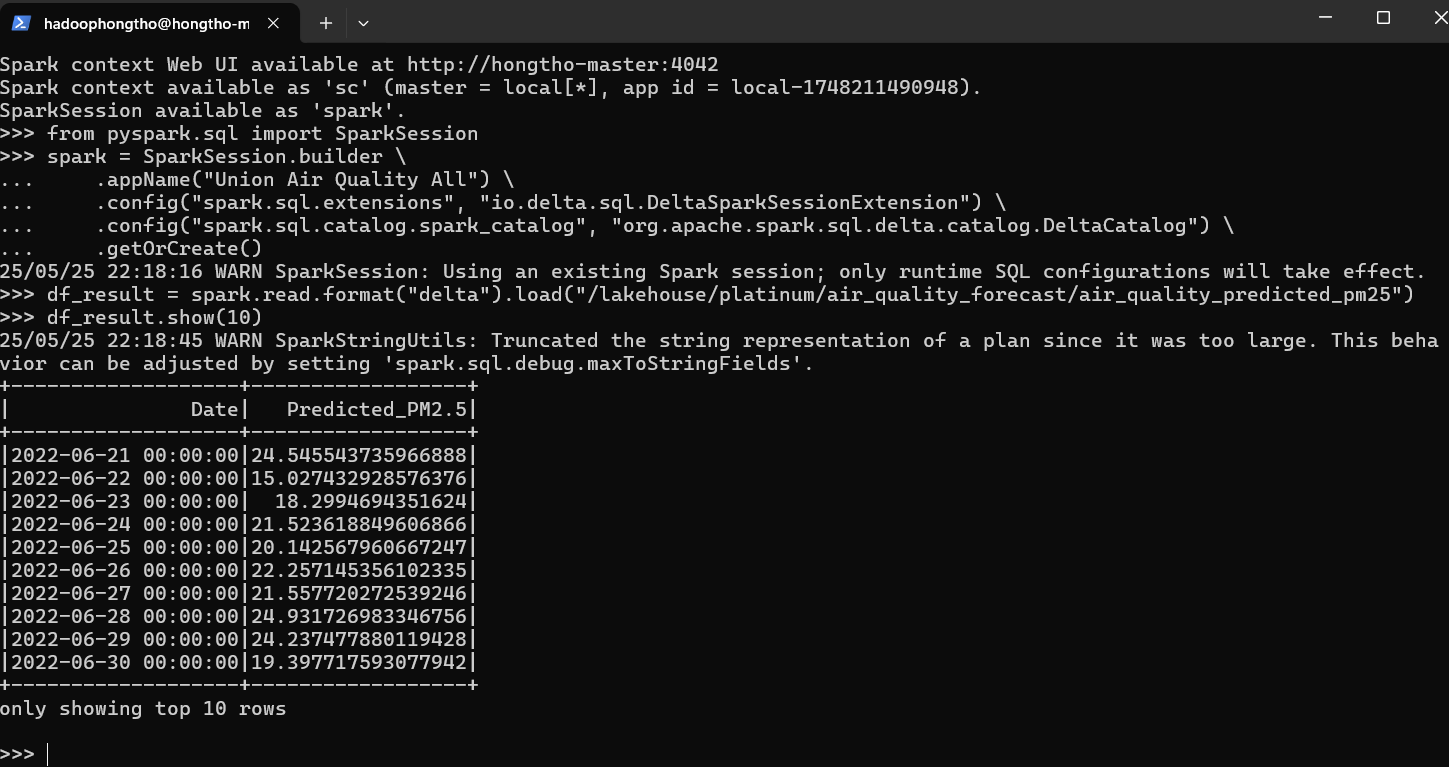 hadoophongtho@hongtho-m
Spark context Web UI available at http://hongtho-master:4042
Spark context available as 'sc' (master = local[*], app id = local-1748211490948).
SparkSession available as 'spark'.
>>> from pyspark.sql import SparkSession
>>> spark = SparkSession.builder \
...     .appName("Union Air Quality All") \
...     .config("spark.sql.extensions", "io.delta.sql.DeltaSparkSessionExtension") \
...     .config("spark.sql.catalog.spark_catalog", "org.apache.spark.sql.delta.catalog.DeltaCatalog") \
...     .getOrCreate()
25/05/25 22:18:16 WARN SparkSession: Using an existing Spark session; only runtime SQL configurations will take effect.
>>> df_result = spark.read.format("delta").load("/lakehouse/platinum/air_quality_forecast/air_quality_predicted_pm25")
>>> df_result.show(10)
25/05/25 22:18:45 WARN SparkStringUtils: Truncated the string representation of a plan since it was too large. This beha
vior can be adjusted by setting 'spark.sql.debug.maxToStringFields'.
+-------------------+------------------+
|               Date|   Predicted_PM2.5|
+-------------------+------------------+
|2022-06-21 00:00:00|24.545543735966888|
|2022-06-22 00:00:00|15.027432928576376|
|2022-06-23 00:00:00|  18.2994694351624|
|2022-06-24 00:00:00|21.523618849606866|
|2022-06-25 00:00:00|20.142567960667247|
|2022-06-26 00:00:00|22.257145356102335|
|2022-06-27 00:00:00|21.557720272539246|
|2022-06-28 00:00:00|24.931726983346756|
|2022-06-29 00:00:00|24.237477880119428|
|2022-06-30 00:00:00|19.397717593077942|
+-------------------+------------------+
only showing top 10 rows
>>>